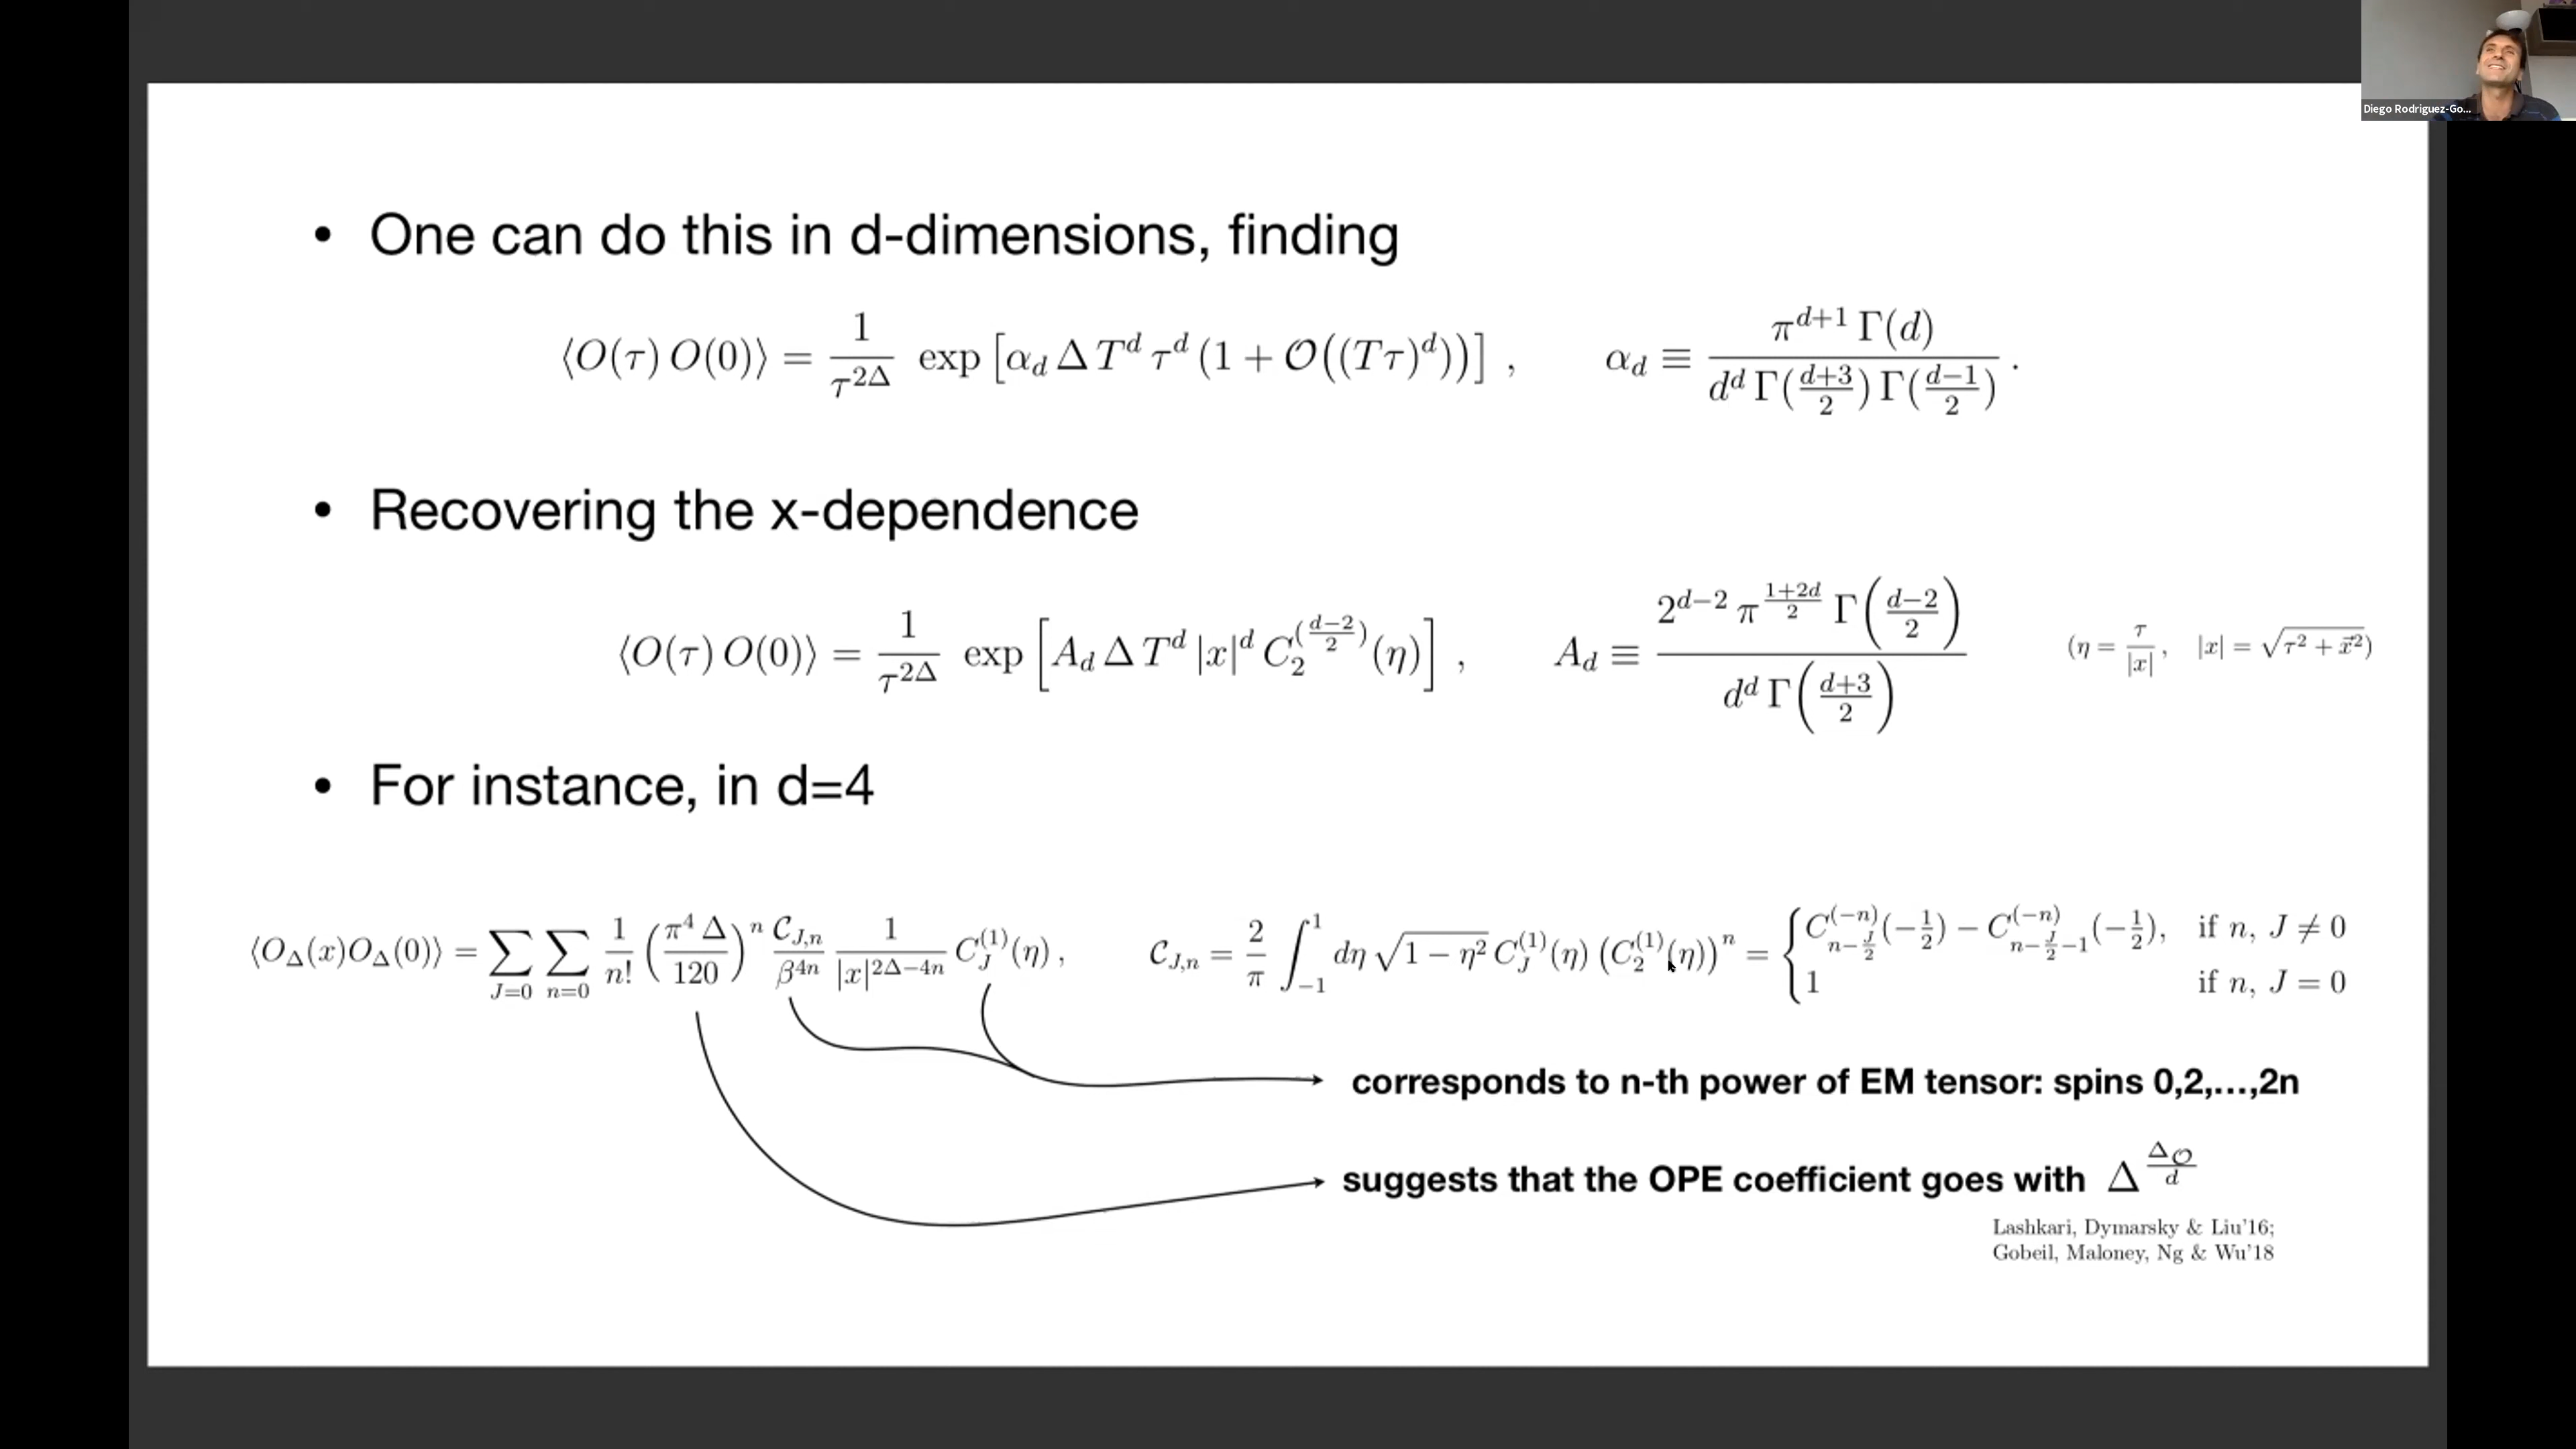 Diego Rodriguez-Go...
• One can do this in d-dimensions, finding
⟨O(τ) O(0)⟩ = 1/τ^{2Δ} exp[α_d Δ T^d τ^d (1 + 𝒪((Tτ)^d))] , α_d ≡ π^{d+1} Γ(d) / (d^d Γ((d+3)/2) Γ((d−1)/2)) .
• Recovering the x-dependence
⟨O(τ) O(0)⟩ = 1/τ^{2Δ} exp[A_d Δ T^d |x|^d C_2^{((d−2)/2)}(η)] , A_d ≡ 2^{d−2} π^{(1+2d)/2} Γ((d−2)/2) / (d^d Γ((d+3)/2)) (η = τ/|x| , |x| = √(τ² + x⃗²))
• For instance, in d=4
⟨O_Δ(x)O_Δ(0)⟩ = ∑_{J=0} ∑_{n=0} 1/n! (π⁴ Δ/120)^n 𝒞_{J,n}/β^{4n} 1/|x|^{2Δ−4n} C_J^{(1)}(η) , 𝒞_{J,n} = 2/π ∫_{−1}^{1} dη √(1 − η²) C_J^{(1)}(η) (C_2^{(1)}(η))^n = { C_{n−J/2}^{(−n)}(−1/2) − C_{n−J/2−1}^{(−n)}(−1/2), if n, J ≠ 0
1 if n, J = 0
corresponds to n-th power of EM tensor: spins 0,2,...,2n
suggests that the OPE coefficient goes with Δ^{Δ_𝒪/d}
Lashkari, Dymarsky & Liu'16;
Gobeil, Maloney, Ng & Wu'18